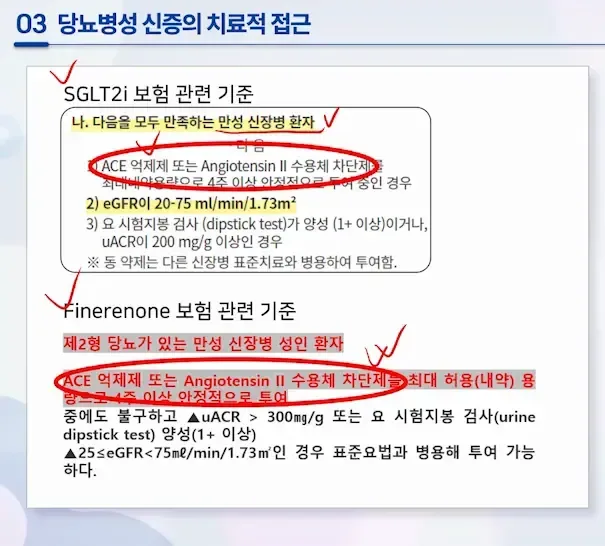 03 당뇨병성 신증의 치료적 접근
SGLT2i 보험 관련 기준
나. 다음을 모두 만족하는 만성 신장병 환자
다 음
1) ACE 억제제 또는 Angiotensin II 수용체 차단제를
최대내약용량으로 4주 이상 안정적으로 투여 중인 경우
2) eGFR이 20-75 ml/min/1.73m²
3) 요 시험지봉 검사 (dipstick test)가 양성 (1+ 이상)이거나,
uACR이 200 mg/g 이상인 경우
※ 동 약제는 다른 신장병 표준치료와 병용하여 투여함.
Finerenone 보험 관련 기준
제2형 당뇨가 있는 만성 신장병 성인 환자
ACE 억제제 또는 Angiotensin II 수용체 차단제를 최대 허용(내약) 용
량으로 4주 이상 안정적으로 투여
중에도 불구하고 ▲uACR > 300㎎/g 또는 요 시험지봉 검사(urine
dipstick test) 양성(1+ 이상)
▲25≤eGFR<75㎖/min/1.73㎡인 경우 표준요법과 병용해 투여 가능
하다.